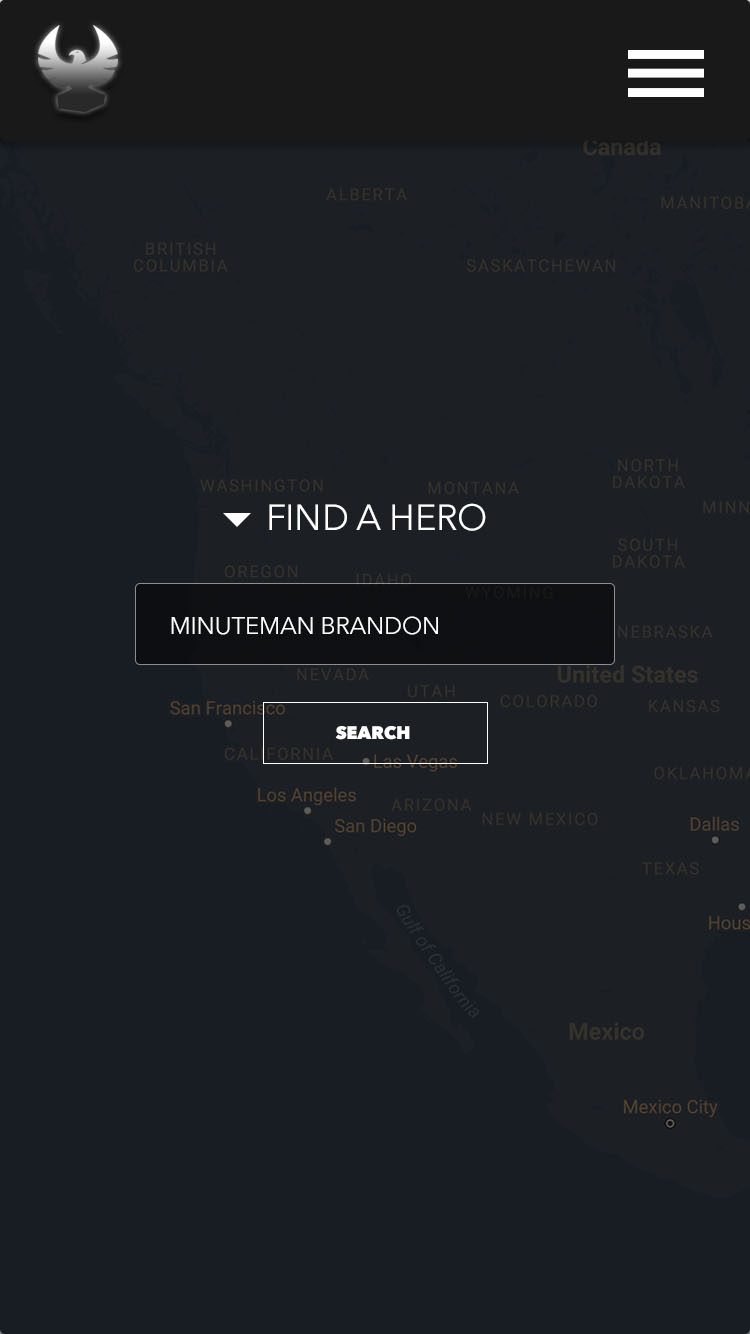 Canada
ALBERTA
MANITOBA
BRITISH
COLUMBIA
SASKATCHEWAN
NORTH
DAKOTA
WASHINGTON
MONTANA
MINN
FIND A HERO
SOUTH
DAKOTA
OREGON
IDAHO
WYOMING
MINUTEMAN BRANDON
NEBRASKA
NEVADA
United States
UTAH
COLORADO
KANSAS
San Francisco
SEARCH
CALIFORNIA
Las Vegas
OKLAHOMA
Los Angeles
ARIZONA
NEW MEXICO
San Diego
Dallas
TEXAS
Hous
Gulf of California
Mexico
Mexico City